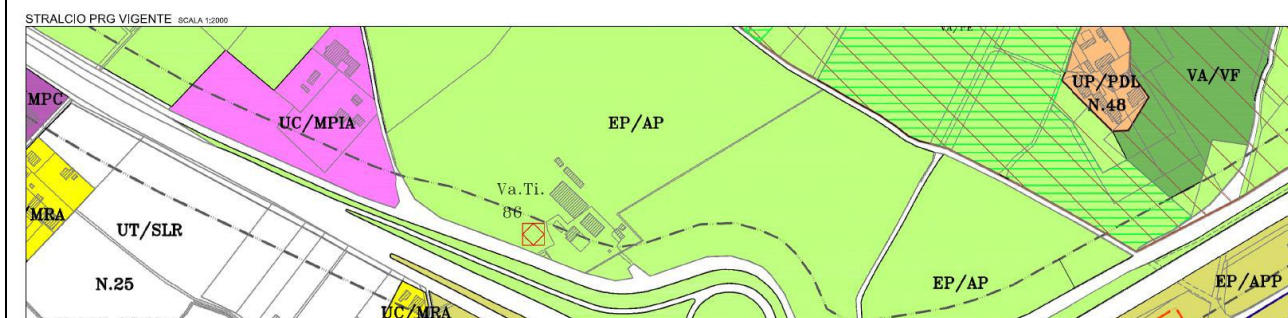 STRALCIO PRG VIGENTE SCALA 1:2000
MPC
UC/MPIA
EP/AP
UP/PDL
N.48
VA/VF
Va.Ti.
86
/MRA
UT/SLR
N.25
UC/MRA
EP/AP
EP/APP